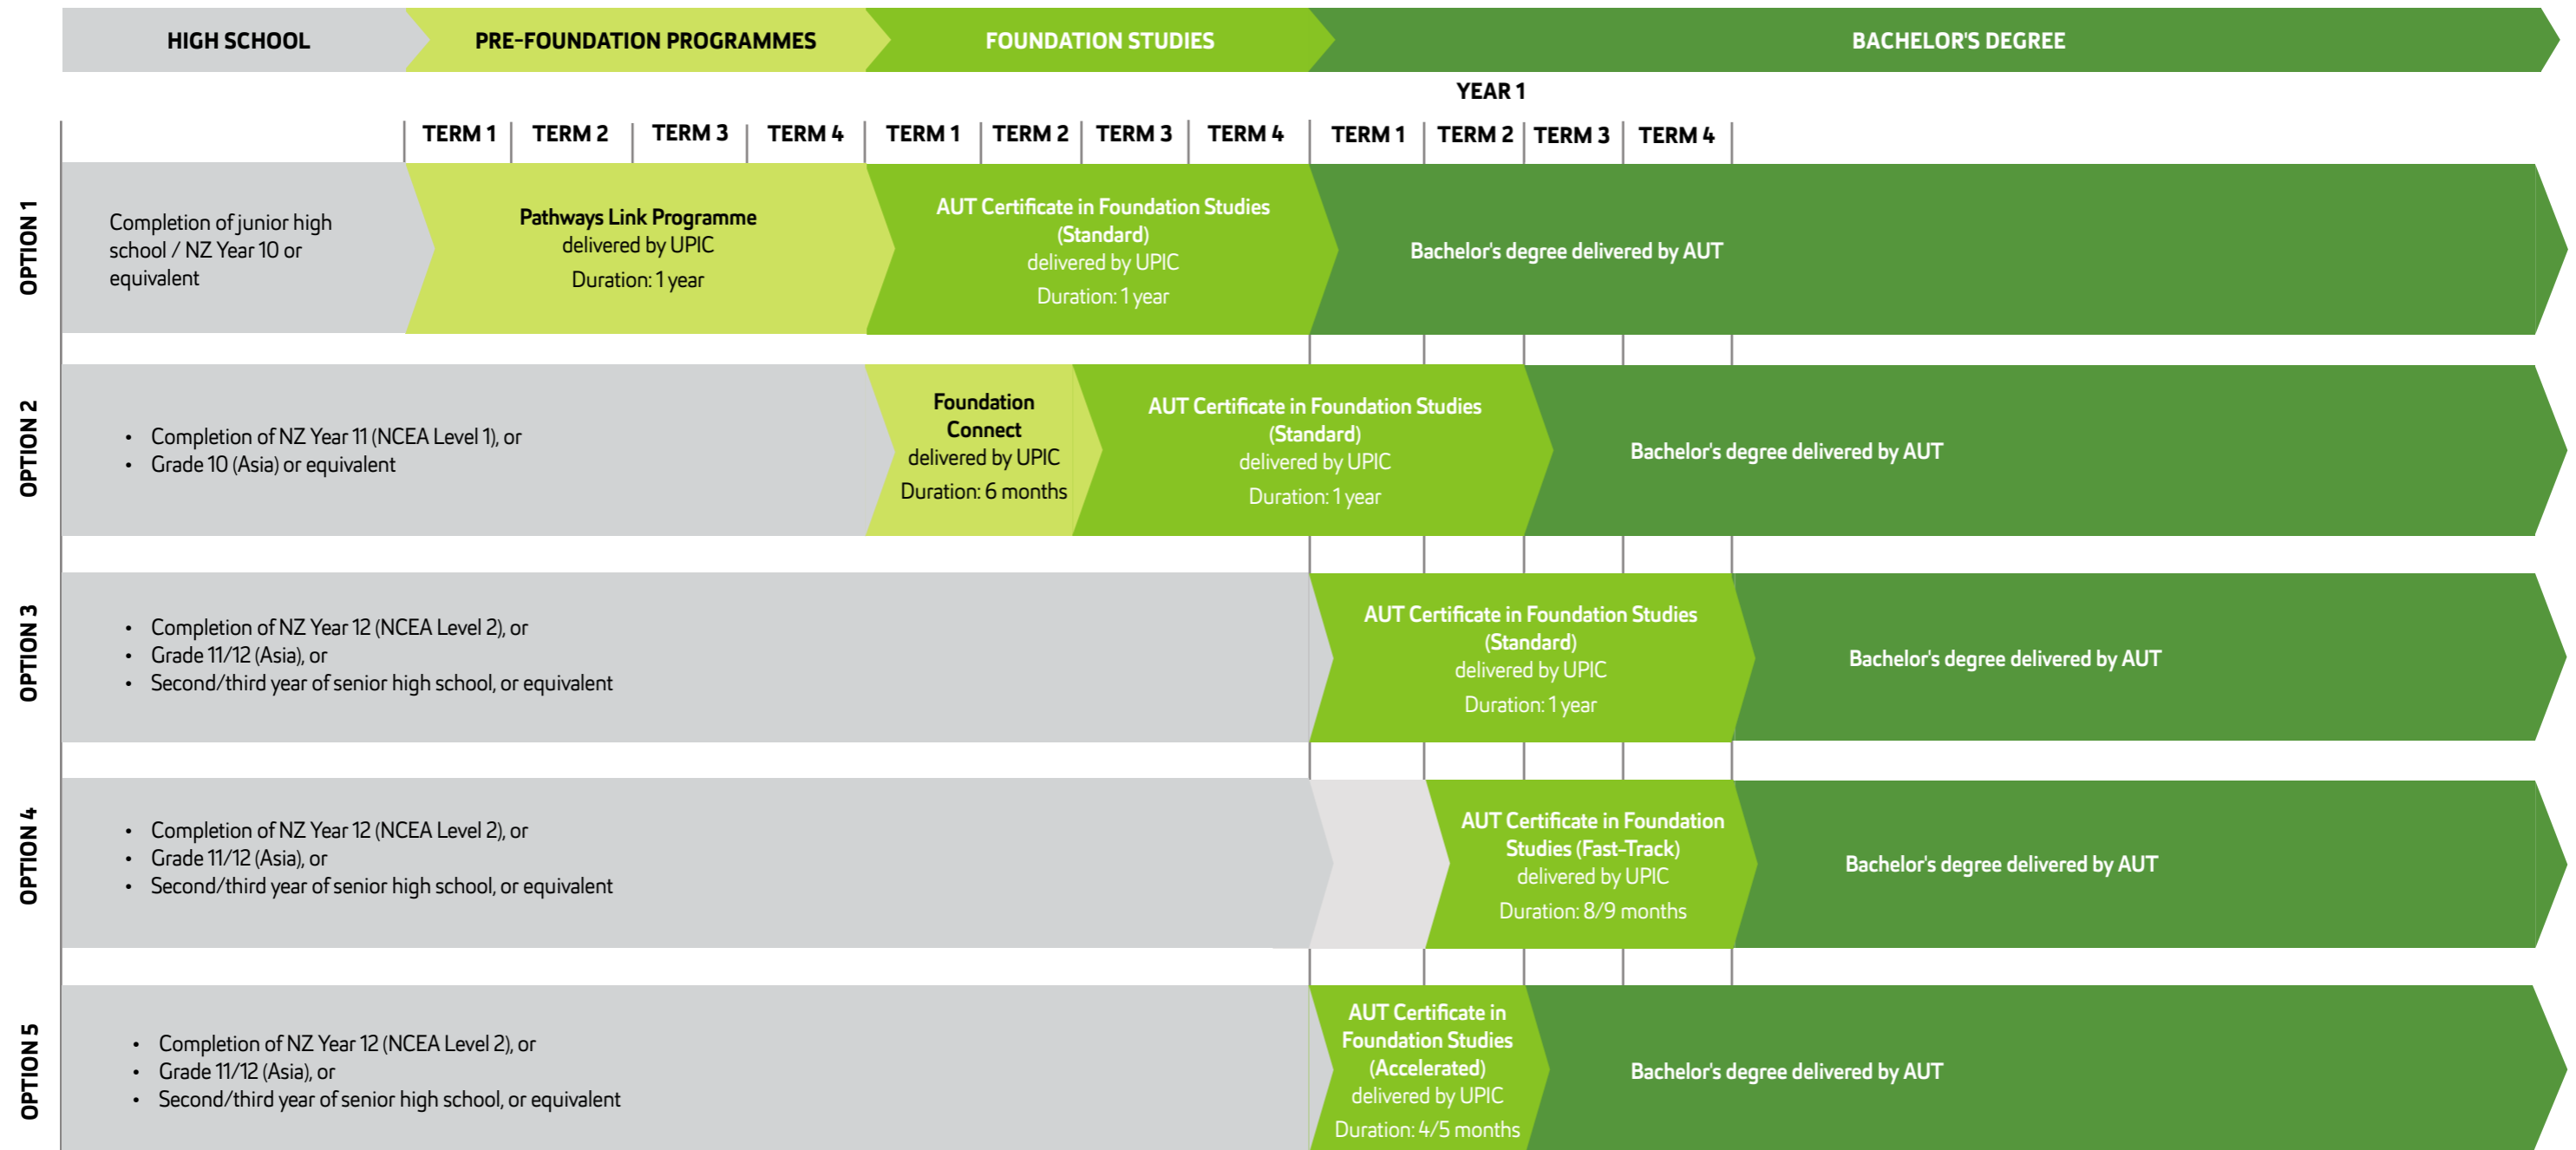 HIGH SCHOOL
PRE-FOUNDATION PROGRAMMES
FOUNDATION STUDIES
BACHELOR'S DEGREE
YEAR 1
TERM 1
TERM 2
TERM 3
TERM 4
TERM 1
TERM 2
TERM 3
TERM 4
TERM 1
TERM 2
TERM 3
TERM 4
OPTION 1
Completion of junior high
school / NZ Year 10 or
equivalent
Pathways Link Programme
delivered by UPIC
Duration: 1 year
AUT Certificate in Foundation Studies
(Standard)
delivered by UPIC
Duration: 1 year
Bachelor's degree delivered by AUT
OPTION 2
• Completion of NZ Year 11 (NCEA Level 1), or
• Grade 10 (Asia) or equivalent
Foundation
Connect
delivered by UPIC
Duration: 6 months
AUT Certificate in Foundation Studies
(Standard)
delivered by UPIC
Duration: 1 year
Bachelor's degree delivered by AUT
OPTION 3
• Completion of NZ Year 12 (NCEA Level 2), or
• Grade 11/12 (Asia), or
• Second/third year of senior high school, or equivalent
AUT Certificate in Foundation Studies
(Standard)
delivered by UPIC
Duration: 1 year
Bachelor's degree delivered by AUT
OPTION 4
• Completion of NZ Year 12 (NCEA Level 2), or
• Grade 11/12 (Asia), or
• Second/third year of senior high school, or equivalent
AUT Certificate in Foundation
Studies (Fast-Track)
delivered by UPIC
Duration: 8/9 months
Bachelor's degree delivered by AUT
OPTION 5
• Completion of NZ Year 12 (NCEA Level 2), or
• Grade 11/12 (Asia), or
• Second/third year of senior high school, or equivalent
AUT Certificate in
Foundation Studies
(Accelerated)
delivered by UPIC
Duration: 4/5 months
Bachelor's degree delivered by AUT